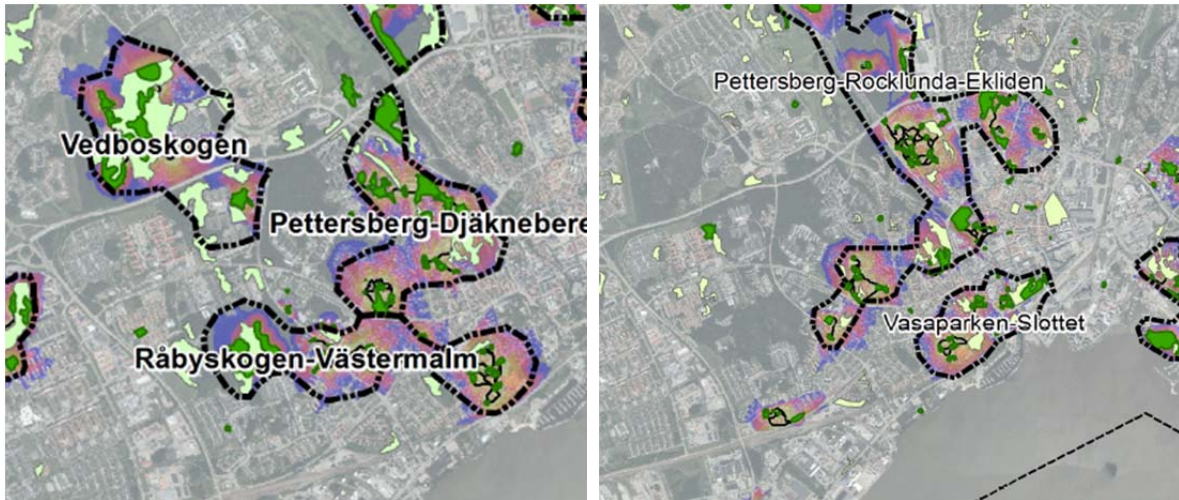 Vedboskogen
Pettersberg-Djäknebere
Råbyskogen-Västermalm
Pettersberg-Rocklunda-Ekliden
Vasaparken-Slottet